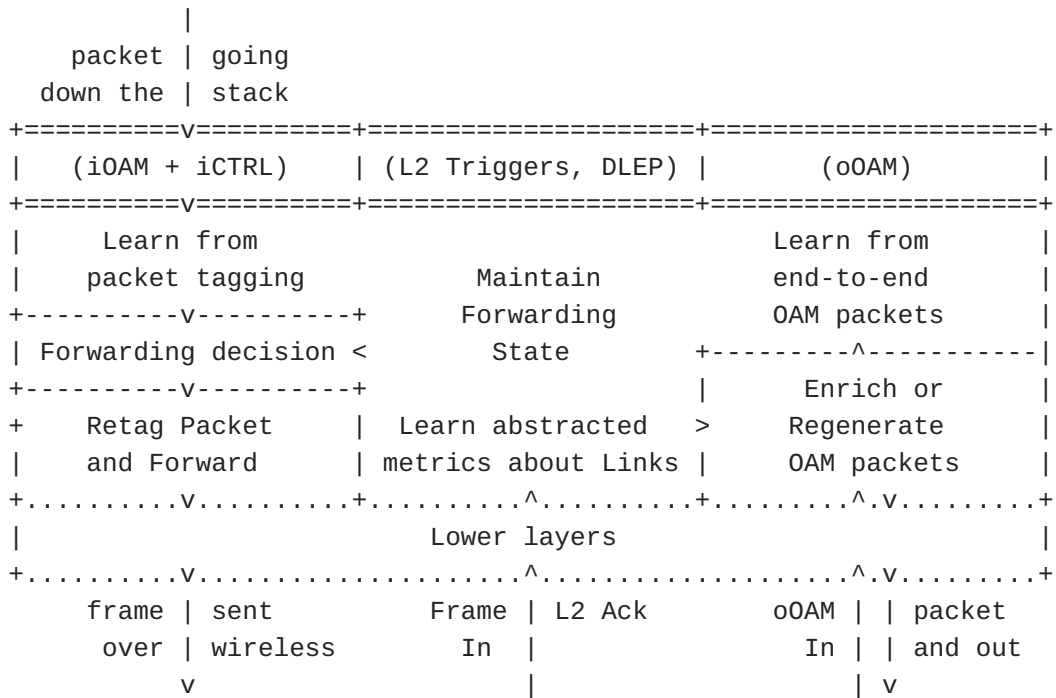 |
    packet | going
  down the | stack
+==========v==========+=====================+=====================+
|   (iOAM + iCTRL)    | (L2 Triggers, DLEP) |       (oOAM)        |
+==========v==========+=====================+=====================+
|     Learn from                                 Learn from       |
|    packet tagging           Maintain           end-to-end       |
+----------v----------+      Forwarding          OAM packets      |
| Forwarding decision <        State        +---------^-----------|
+----------v----------+                     |      Enrich or      |
+    Retag Packet     |  Learn abstracted   >     Regenerate      |
|    and Forward      | metrics about Links |     OAM packets     |
+..........v..........+..........^..........+.........^.v.........+
|                          Lower layers                           |
+..........v.....................^....................^.v.........+
     frame | sent      Frame | L2 Ack        oOAM | | packet
      over | wireless        In |                 In | | and out
           v                     |                    | v